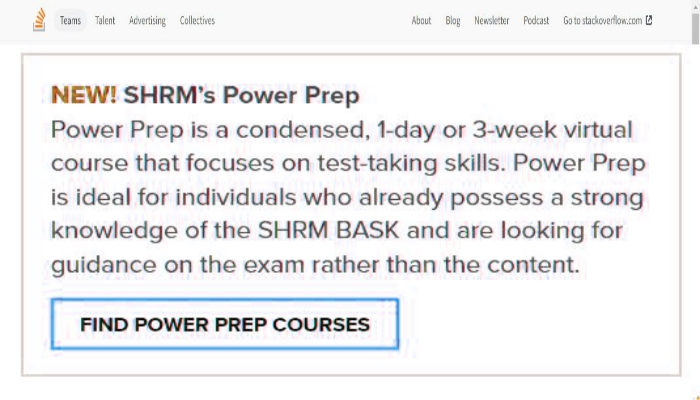 Teams Talent Advertising Collectives About Blog Newsletter Podcast Go to stackoverflow.com
NEW! SHRM's Power Prep
Power Prep is a condensed, 1-day or 3-week virtual
course that focuses on test-taking skills. Power Prep
is ideal for individuals who already possess a strong
knowledge of the SHRM BASK and are looking for
guidance on the exam rather than the content.
FIND POWER PREP COURSES